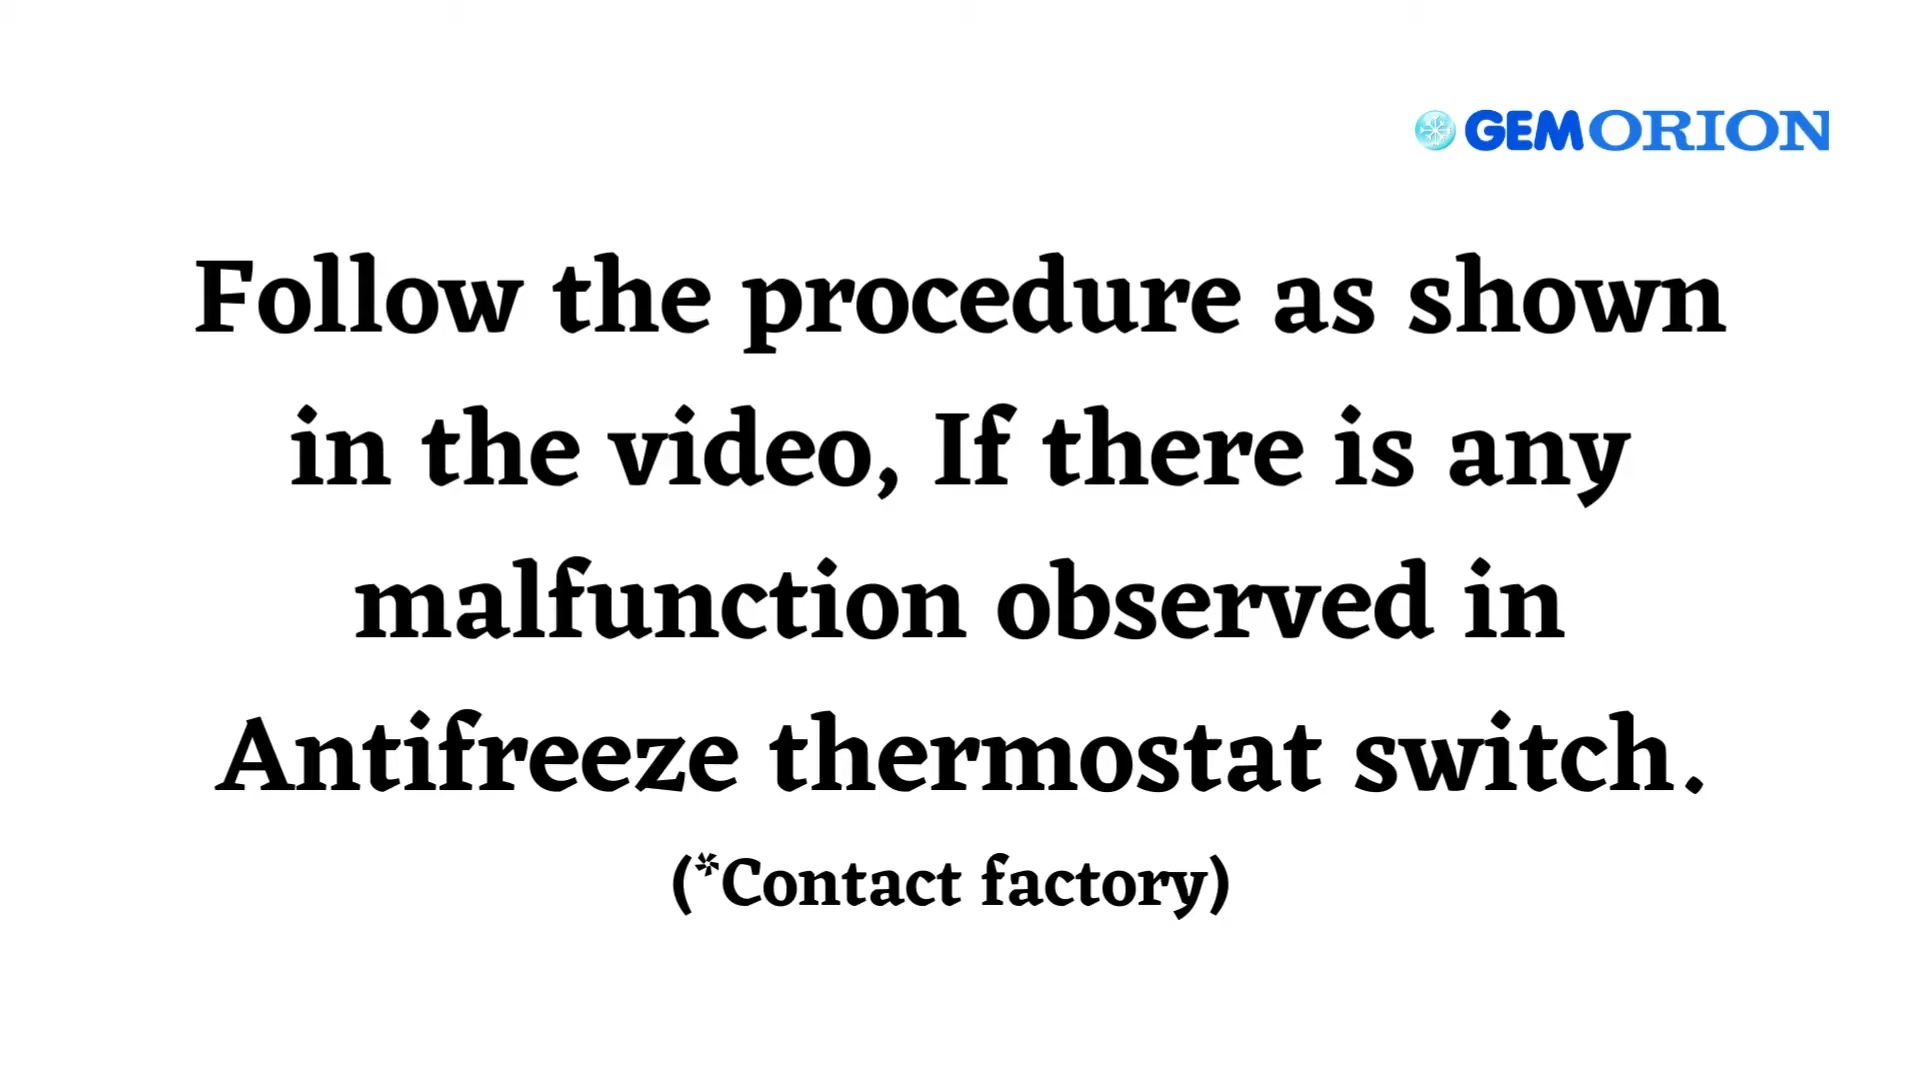 GEMORION
Follow the procedure as shown
in the video, If there is any
malfunction observed in
Antifreeze thermostat switch.
(*Contact factory)